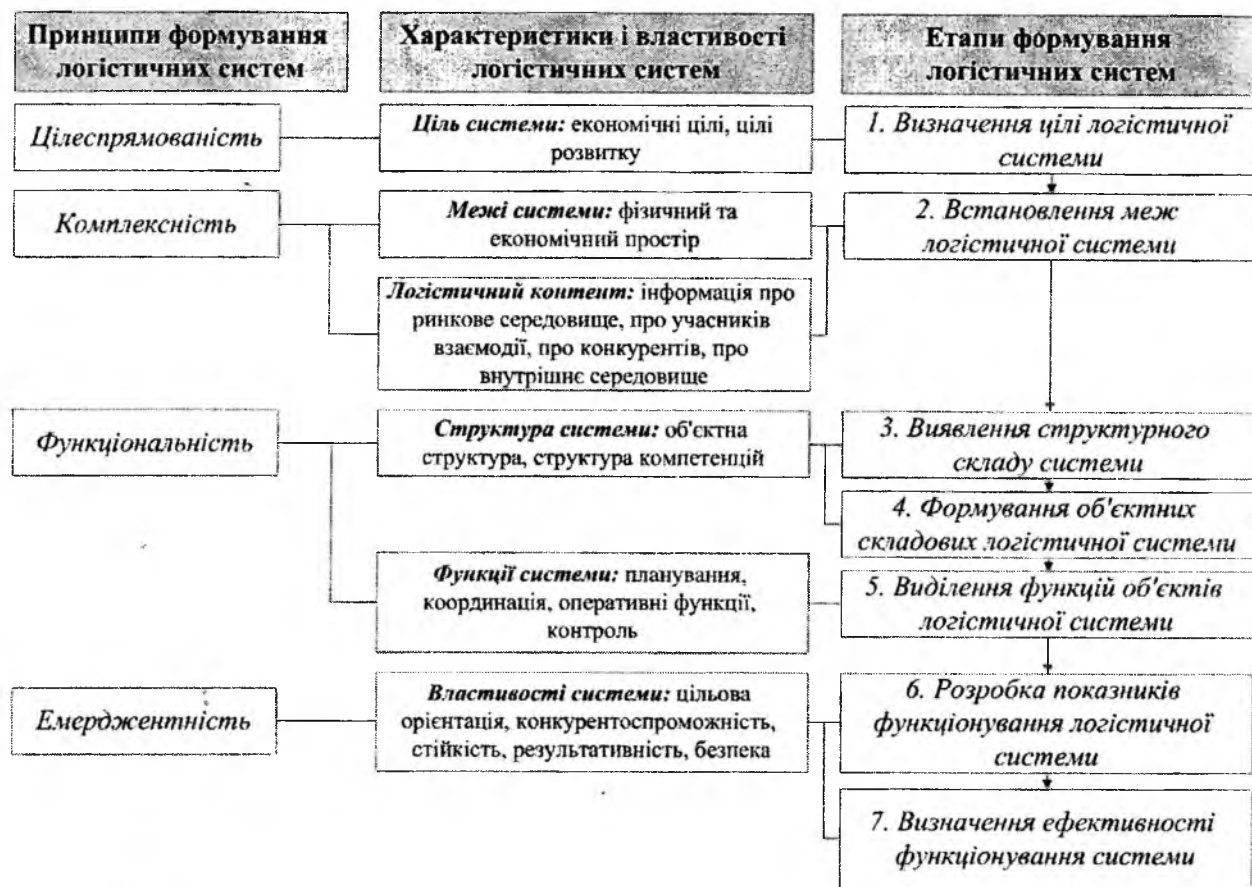 Принципи формування
логістичних систем
Характеристики і властивості
логістичних систем
Етапи формування
логістичних систем
Цілеспрямованість
Ціль системи: економічні цілі, цілі
розвитку
1. Визначення цілі логістичної
системи
Комплексність
Межі системи: фізичний та
економічний простір
2. Встановлення меж
логістичної системи
Логістичний контент: інформація про
ринкове середовище, про учасників
взаємодії, про конкурентів, про
внутрішнє середовище
Функціональність
Структура системи: об'єктна
структура, структура компетенцій
3. Виявлення структурного
складу системи
4. Формування об'єктних
складових логістичної системи
Функції системи: планування,
координація, оперативні функції,
контроль
5. Виділення функцій об'єктів
логістичної системи
Емерджентність
Властивості системи: цільова
орієнтація, конкурентоспроможність,
стійкість, результативність, безпека
6. Розробка показників
функціонування логістичної
системи
7. Визначення ефективності
функціонування системи